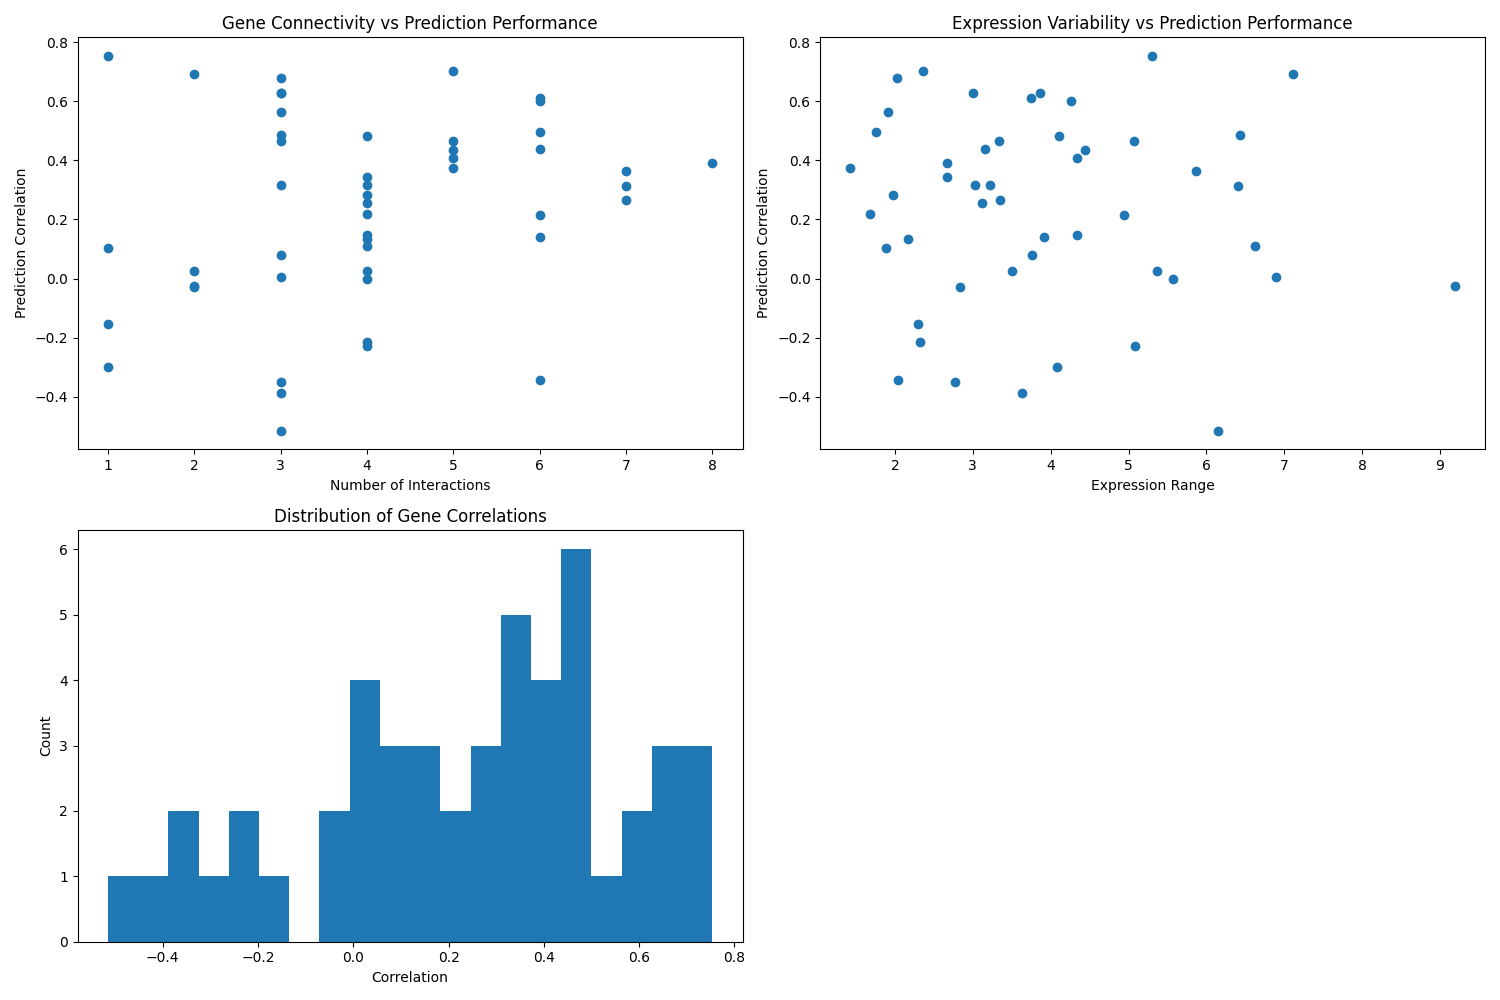 Gene Connectivity vs Prediction Performance
0.8
0.6
0.4
0.2
0.0
−0.2
−0.4
Prediction Correlation
1 2 3 4 5 6 7 8
Number of Interactions
Expression Variability vs Prediction Performance
0.8
0.6
0.4
0.2
0.0
−0.2
−0.4
Prediction Correlation
2 3 4 5 6 7 8 9
Expression Range
Distribution of Gene Correlations
6
5
4
3
2
1
0
Count
−0.4 −0.2 0.0 0.2 0.4 0.6 0.8
Correlation